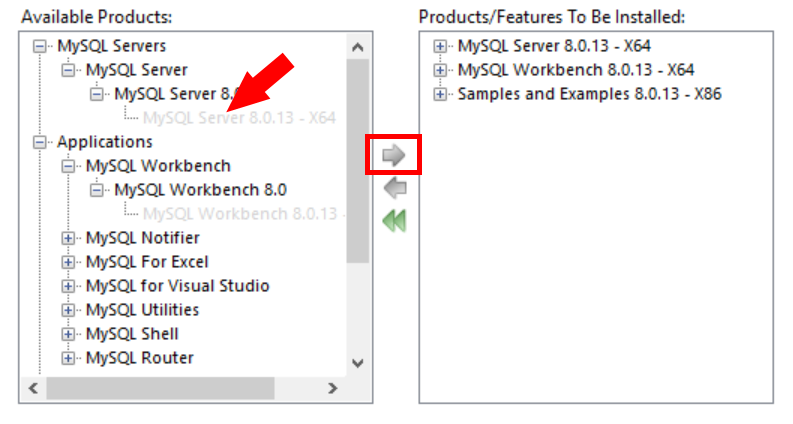 Available Products:
MySQL Servers
MySQL Server
MySQL Server 8.0
MySQL Server 8.0.13 - X64
Applications
MySQL Workbench
MySQL Workbench 8.0
MySQL Workbench 8.0.13 -
MySQL Notifier
MySQL For Excel
MySQL for Visual Studio
MySQL Utilities
MySQL Shell
MySQL Router
Products/Features To Be Installed:
MySQL Server 8.0.13 - X64
MySQL Workbench 8.0.13 - X64
Samples and Examples 8.0.13 - X86